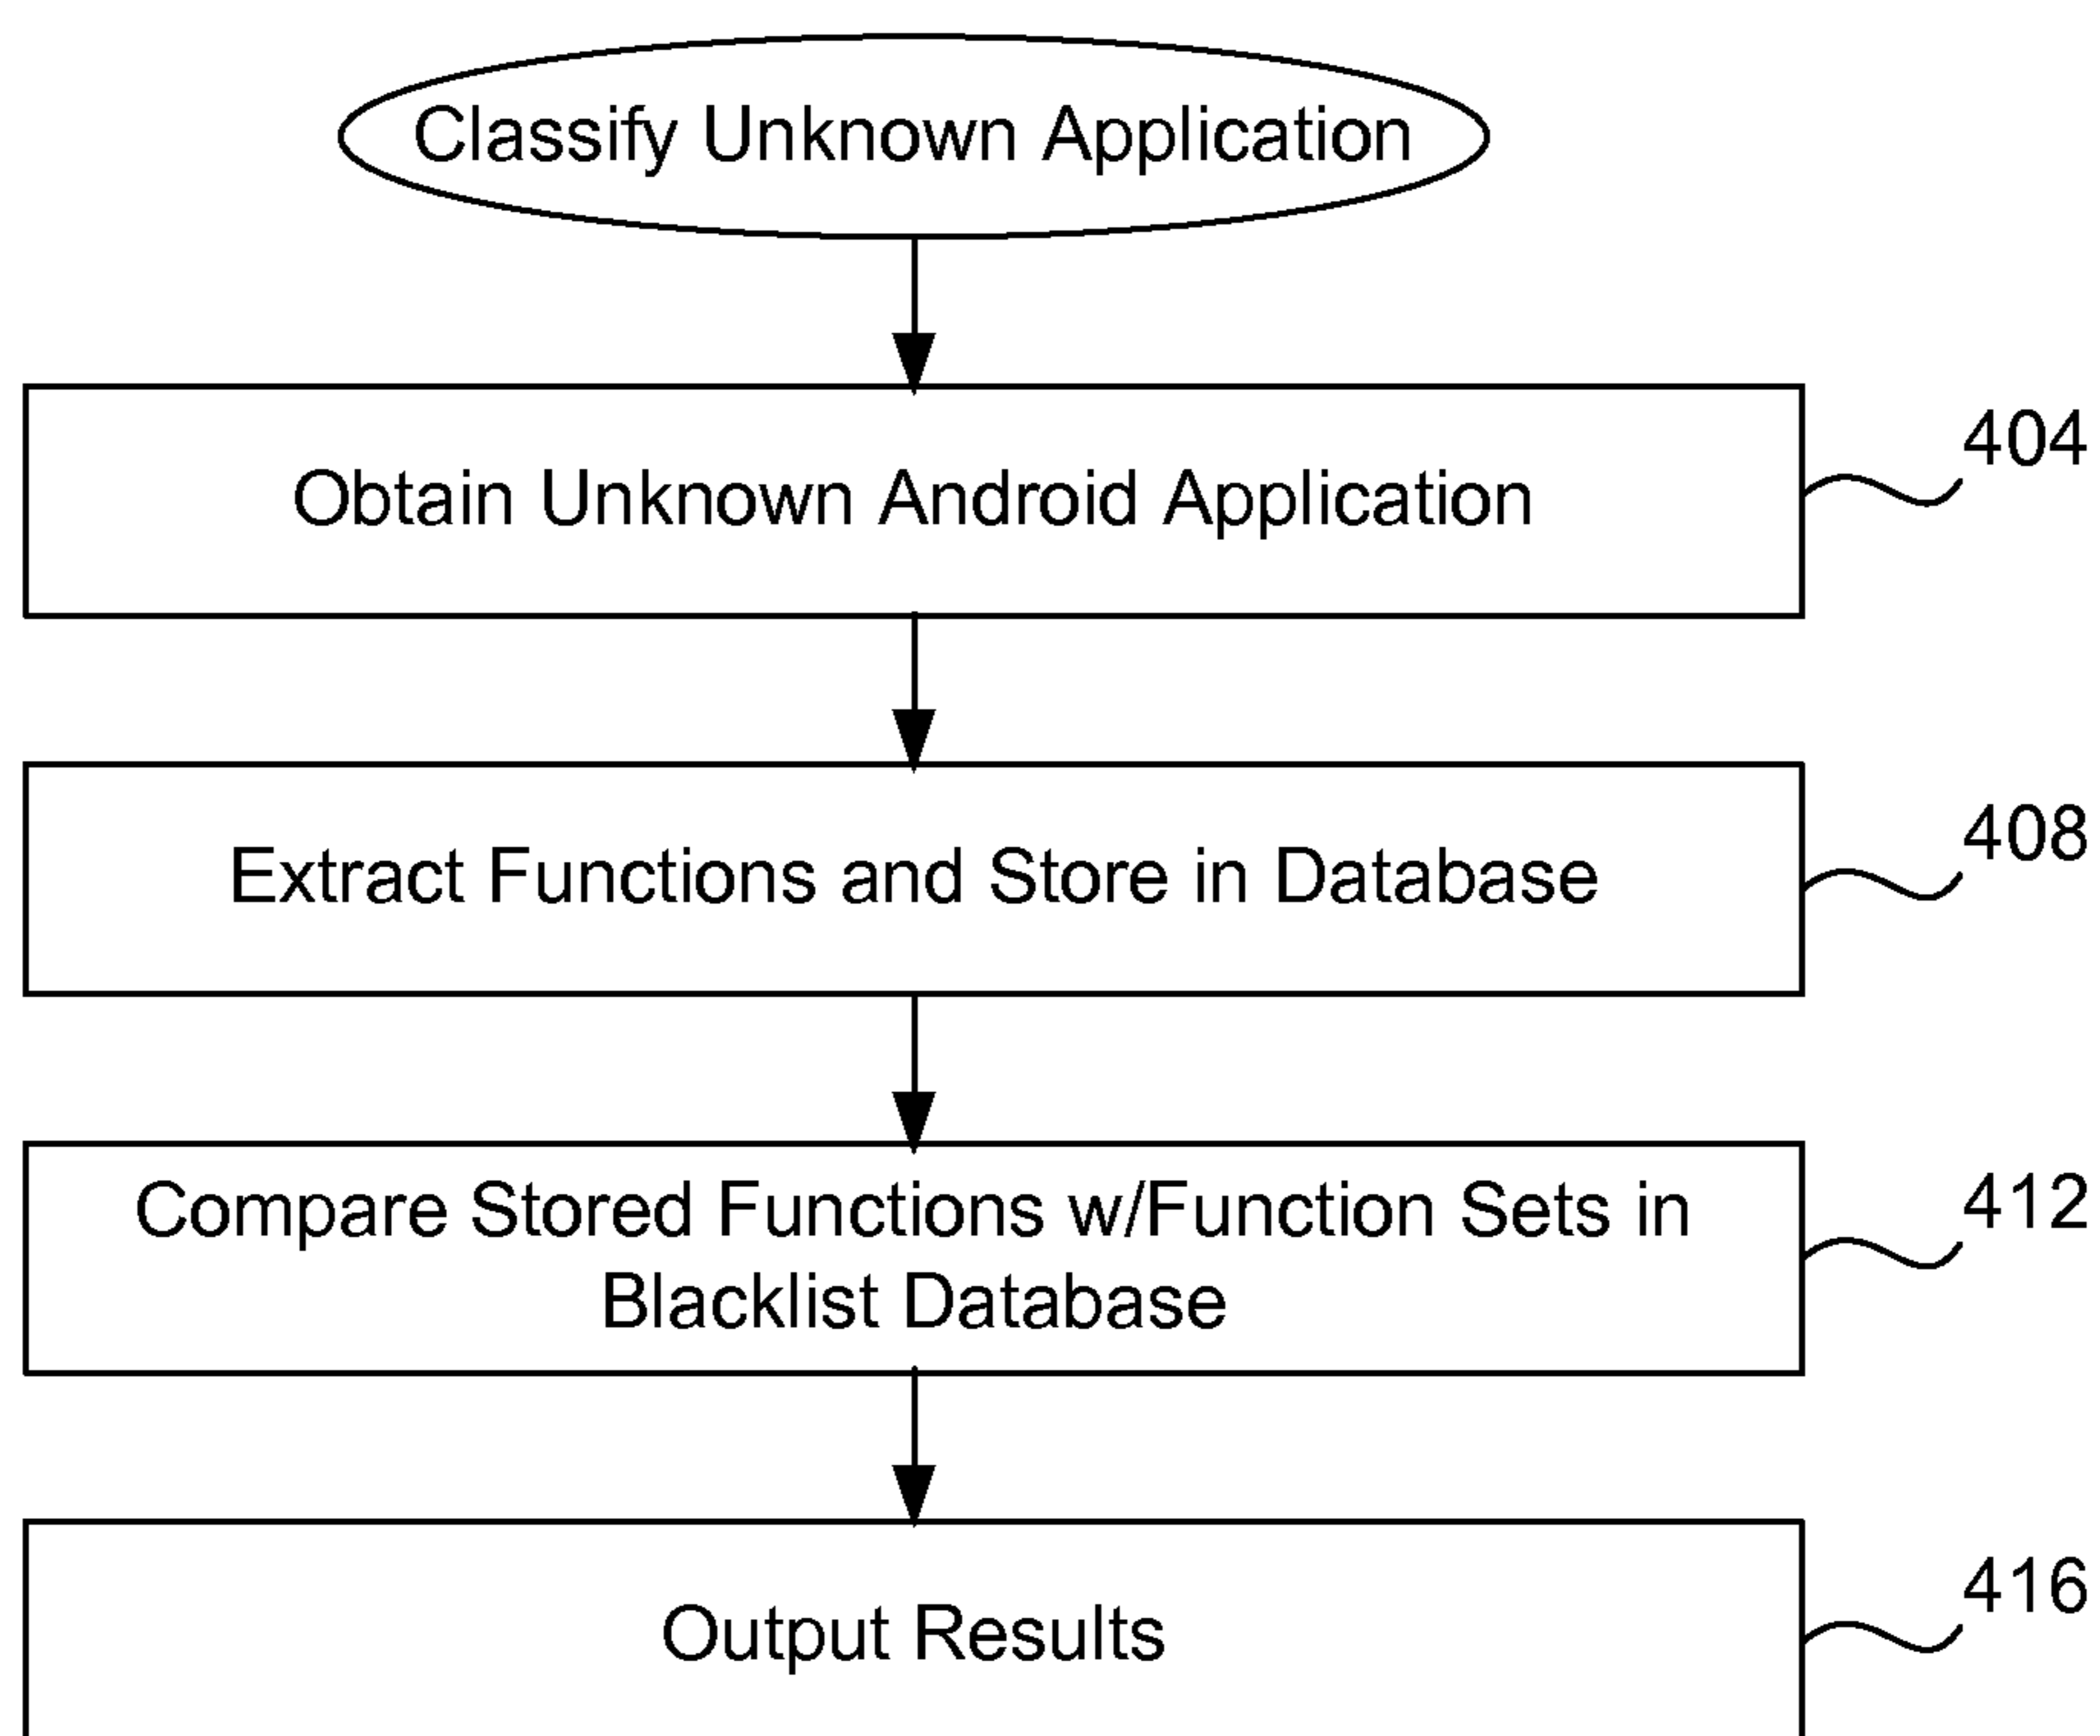 Classify Unknown Application
404
Obtain Unknown Android Application
408
Extract Functions and Store in Database
412
Compare Stored Functions w/Function Sets in
Blacklist Database
416
Output Results